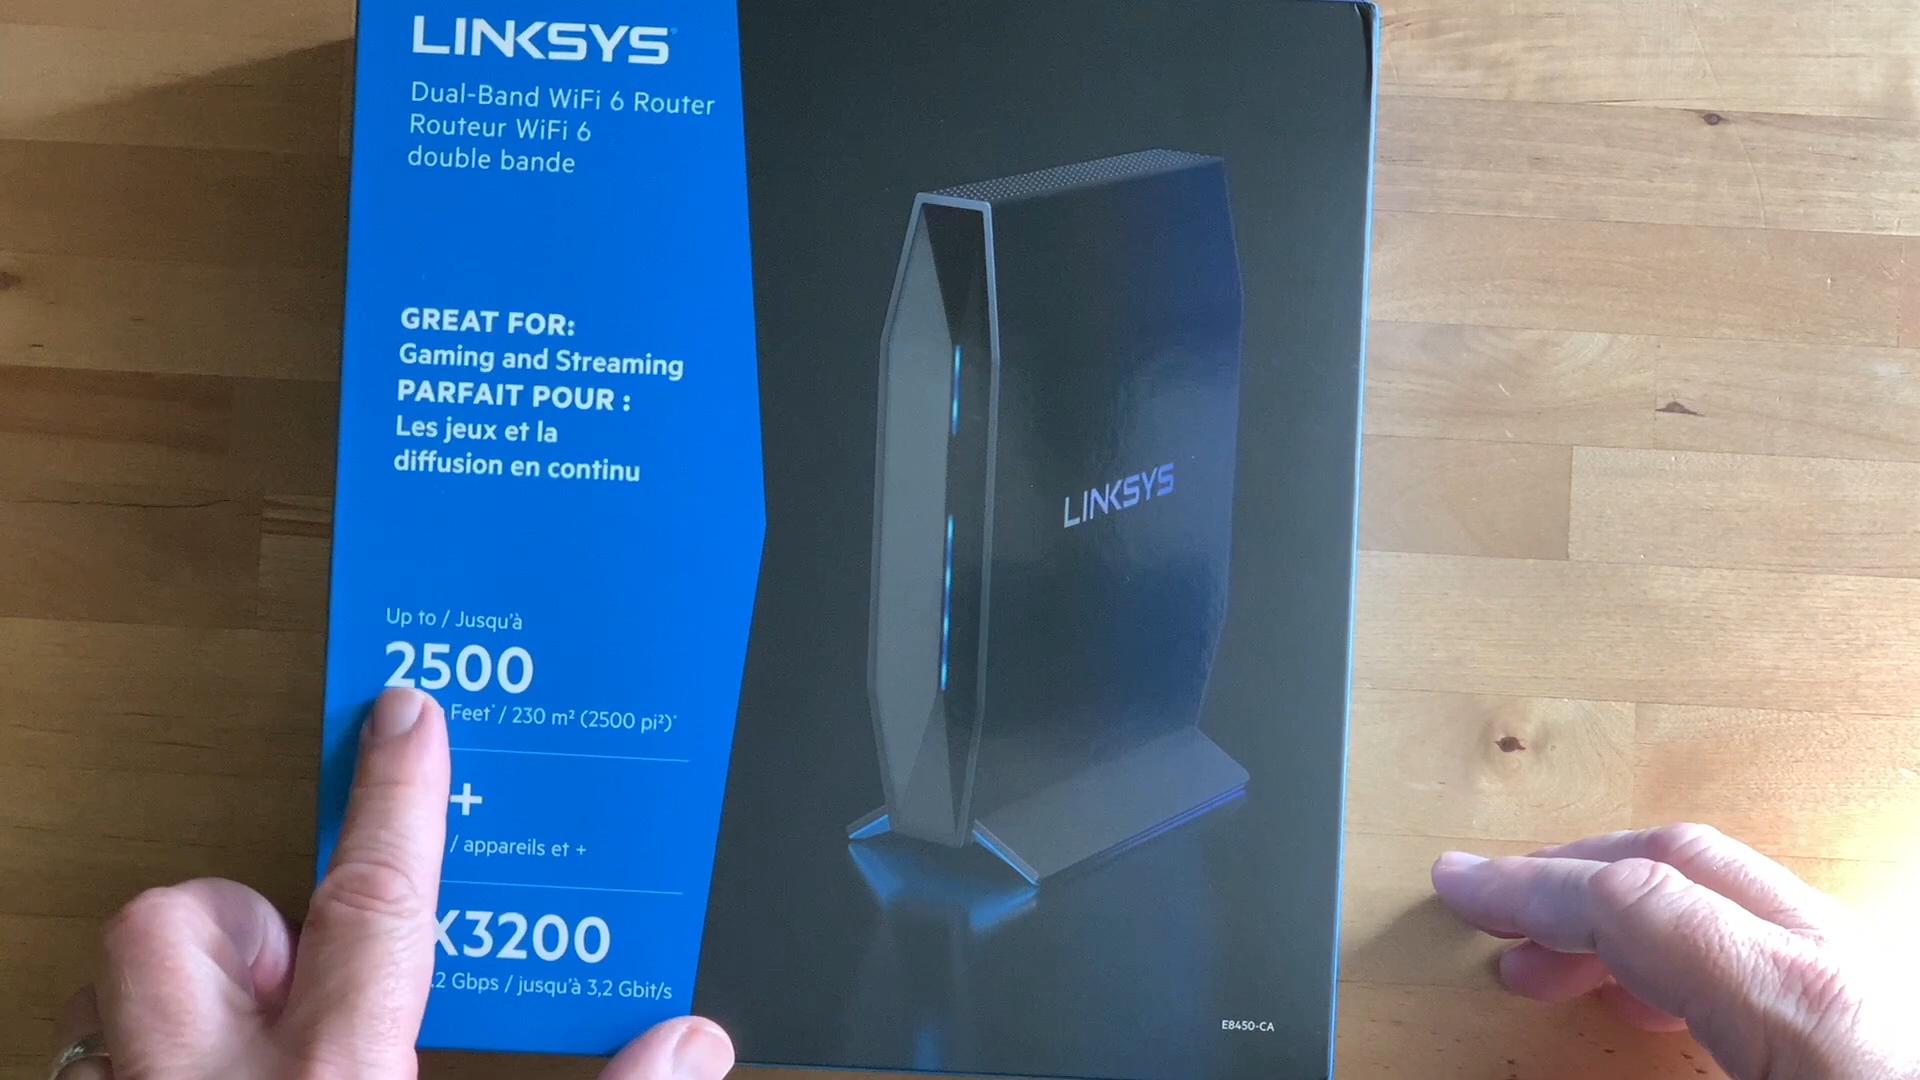 LINKSYS
Dual-Band WiFi 6 Router
Routeur WiFi 6
double bande
GREAT FOR:
Gaming and Streaming
PARFAIT POUR :
Les jeux et la
diffusion en continu
Up to / Jusqu'à
2500
Feet* / 230 m² (2500 pi²)*
+
/ appareils et +
X3200
.2 Gbps / jusqu'à 3,2 Gbit/s
LINKSYS
E8450-CA